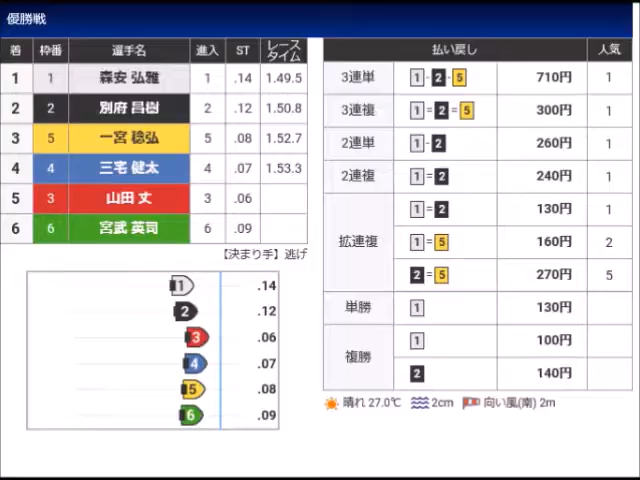 優勝戦
着 枠番 選手名 進入 ST レースタイム
1 1 森安 弘雅 1 .14 1.49.5
2 2 別府 昌樹 2 .12 1.50.8
3 5 一宮 稔弘 5 .08 1.52.7
4 4 三宅 健太 4 .07 1.53.3
5 3 山田 丈 3 .06
6 6 宮武 英司 6 .09
【決まり手】逃げ
1 .14
2 .12
3 .06
4 .07
5 .08
6 .09
払い戻し 人気
3連単 1-2-5 710円 1
3連複 1=2=5 300円 1
2連単 1-2 260円 1
2連複 1=2 240円 1
拡連複 1=2 130円 1
1=5 160円 2
2=5 270円 5
単勝 1 130円
複勝 1 100円
2 140円
晴れ 27.0℃ 2cm 向い風(南) 2m